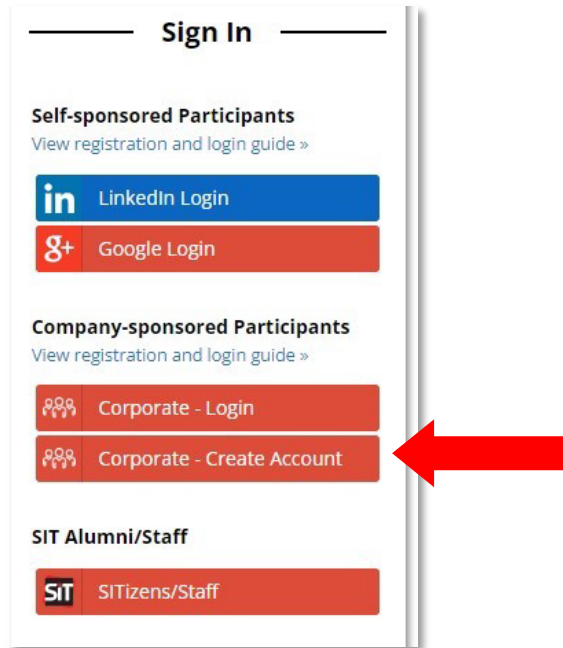 Sign In
Self-sponsored Participants
View registration and login guide »
in LinkedIn Login
g+ Google Login
Company-sponsored Participants
View registration and login guide »
Corporate - Login
Corporate - Create Account
SIT Alumni/Staff
SiT SITizens/Staff